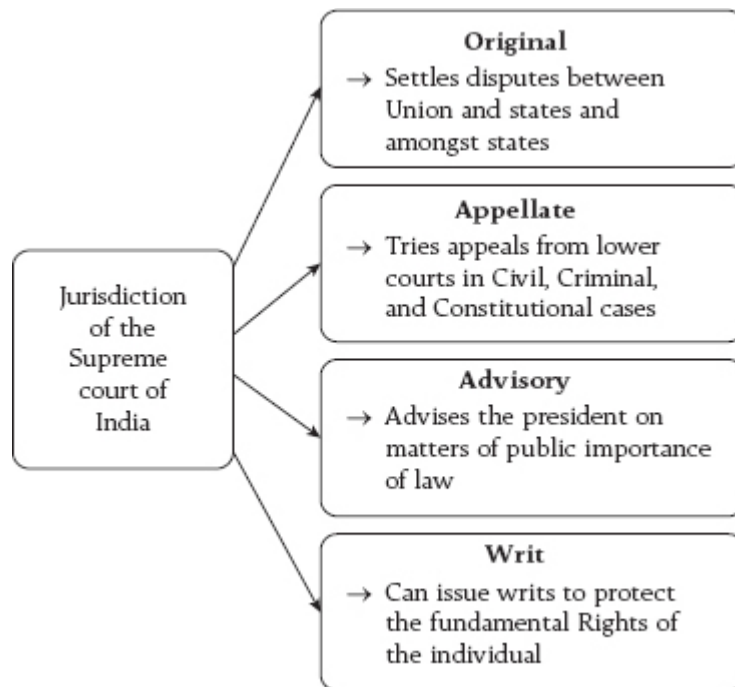 Original
→ Settles disputes between
Union and states and
amongst states
Appellate
→ Tries appeals from lower
courts in Civil, Criminal,
and Constitutional cases
Jurisdiction
of the
Supreme
court of
India
Advisory
→ Advises the president on
matters of public importance
of law
Writ
→ Can issue writs to protect
the fundamental Rights of
the individual